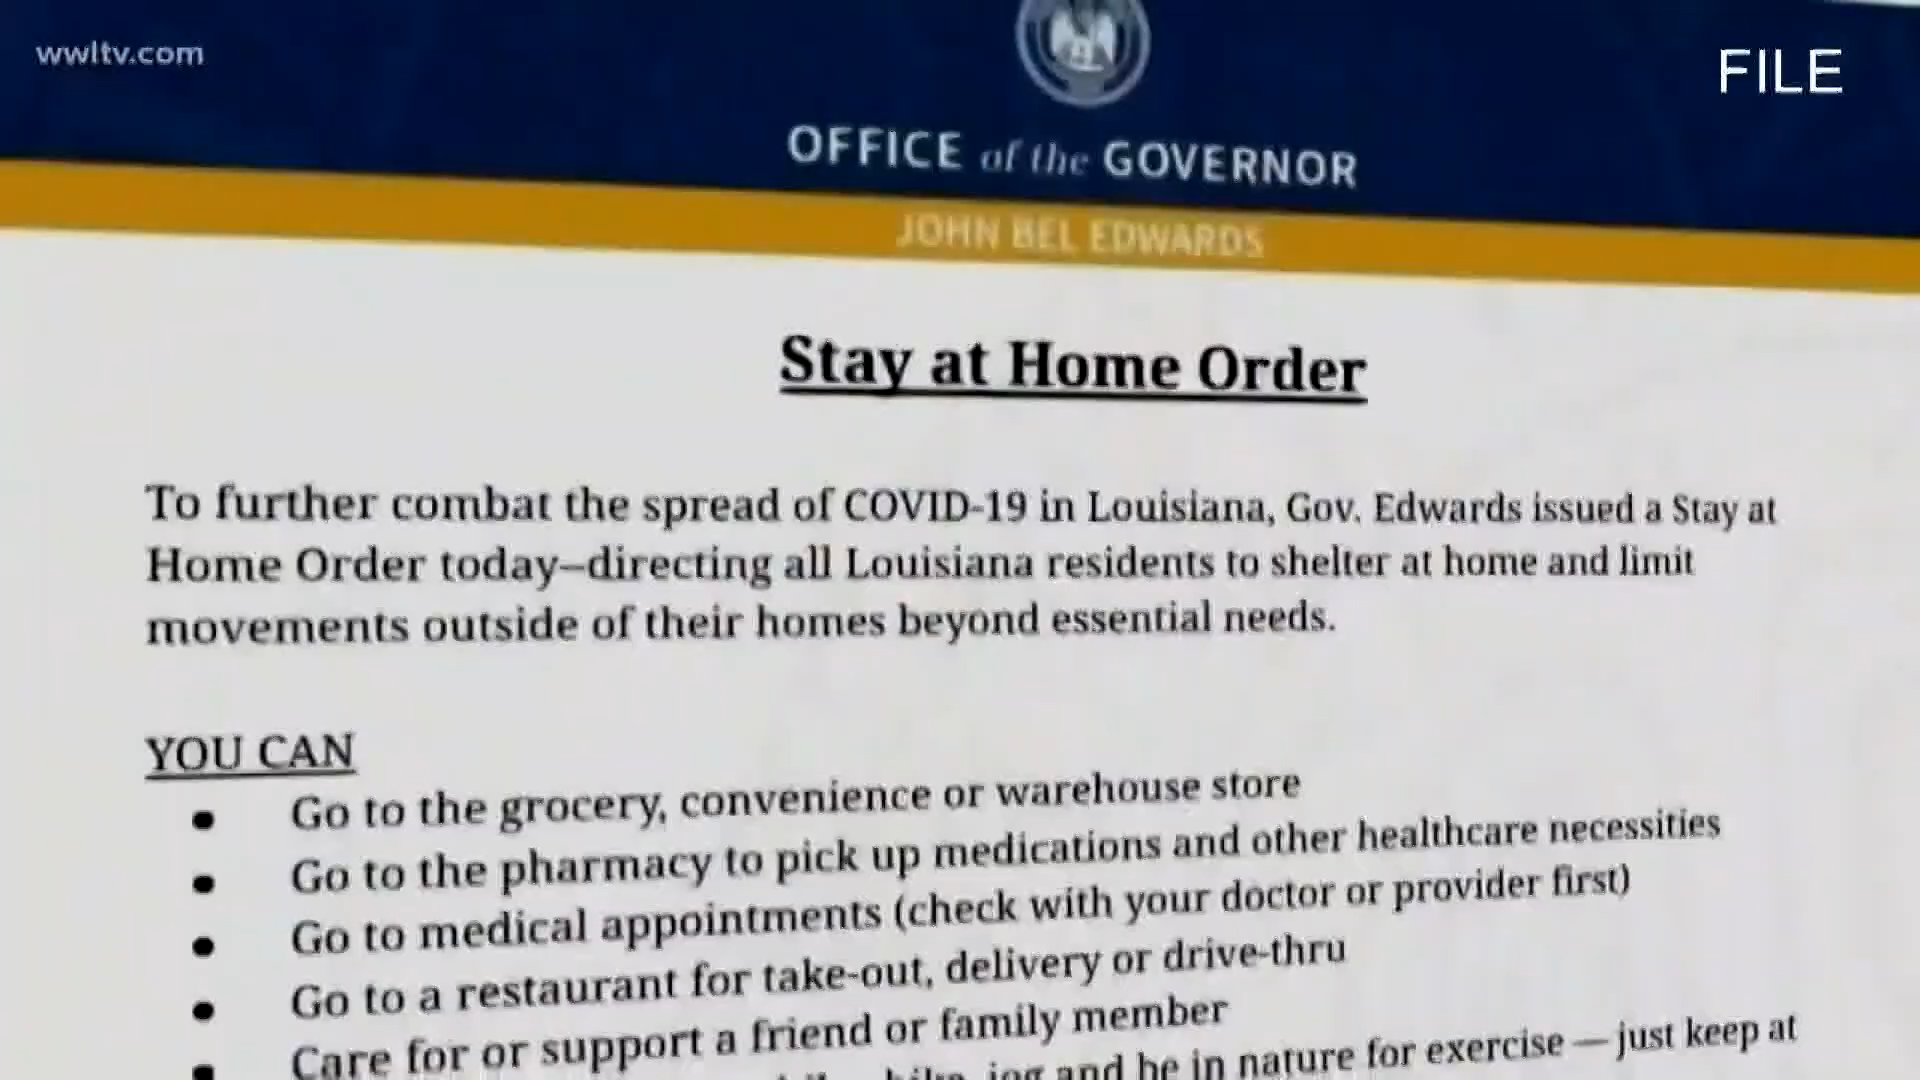 wwltv.com
FILE
OFFICE of the GOVERNOR
JOHN BEL EDWARDS
Stay at Home Order
To further combat the spread of COVID-19 in Louisiana, Gov. Edwards issued a Stay at
Home Order today–directing all Louisiana residents to shelter at home and limit
movements outside of their homes beyond essential needs.
YOU CAN
• Go to the grocery, convenience or warehouse store
• Go to the pharmacy to pick up medications and other healthcare necessities
• Go to medical appointments (check with your doctor or provider first)
• Go to a restaurant for take-out, delivery or drive-thru
• Care for or support a friend or family member
hike, jog and be in nature for exercise — just keep at